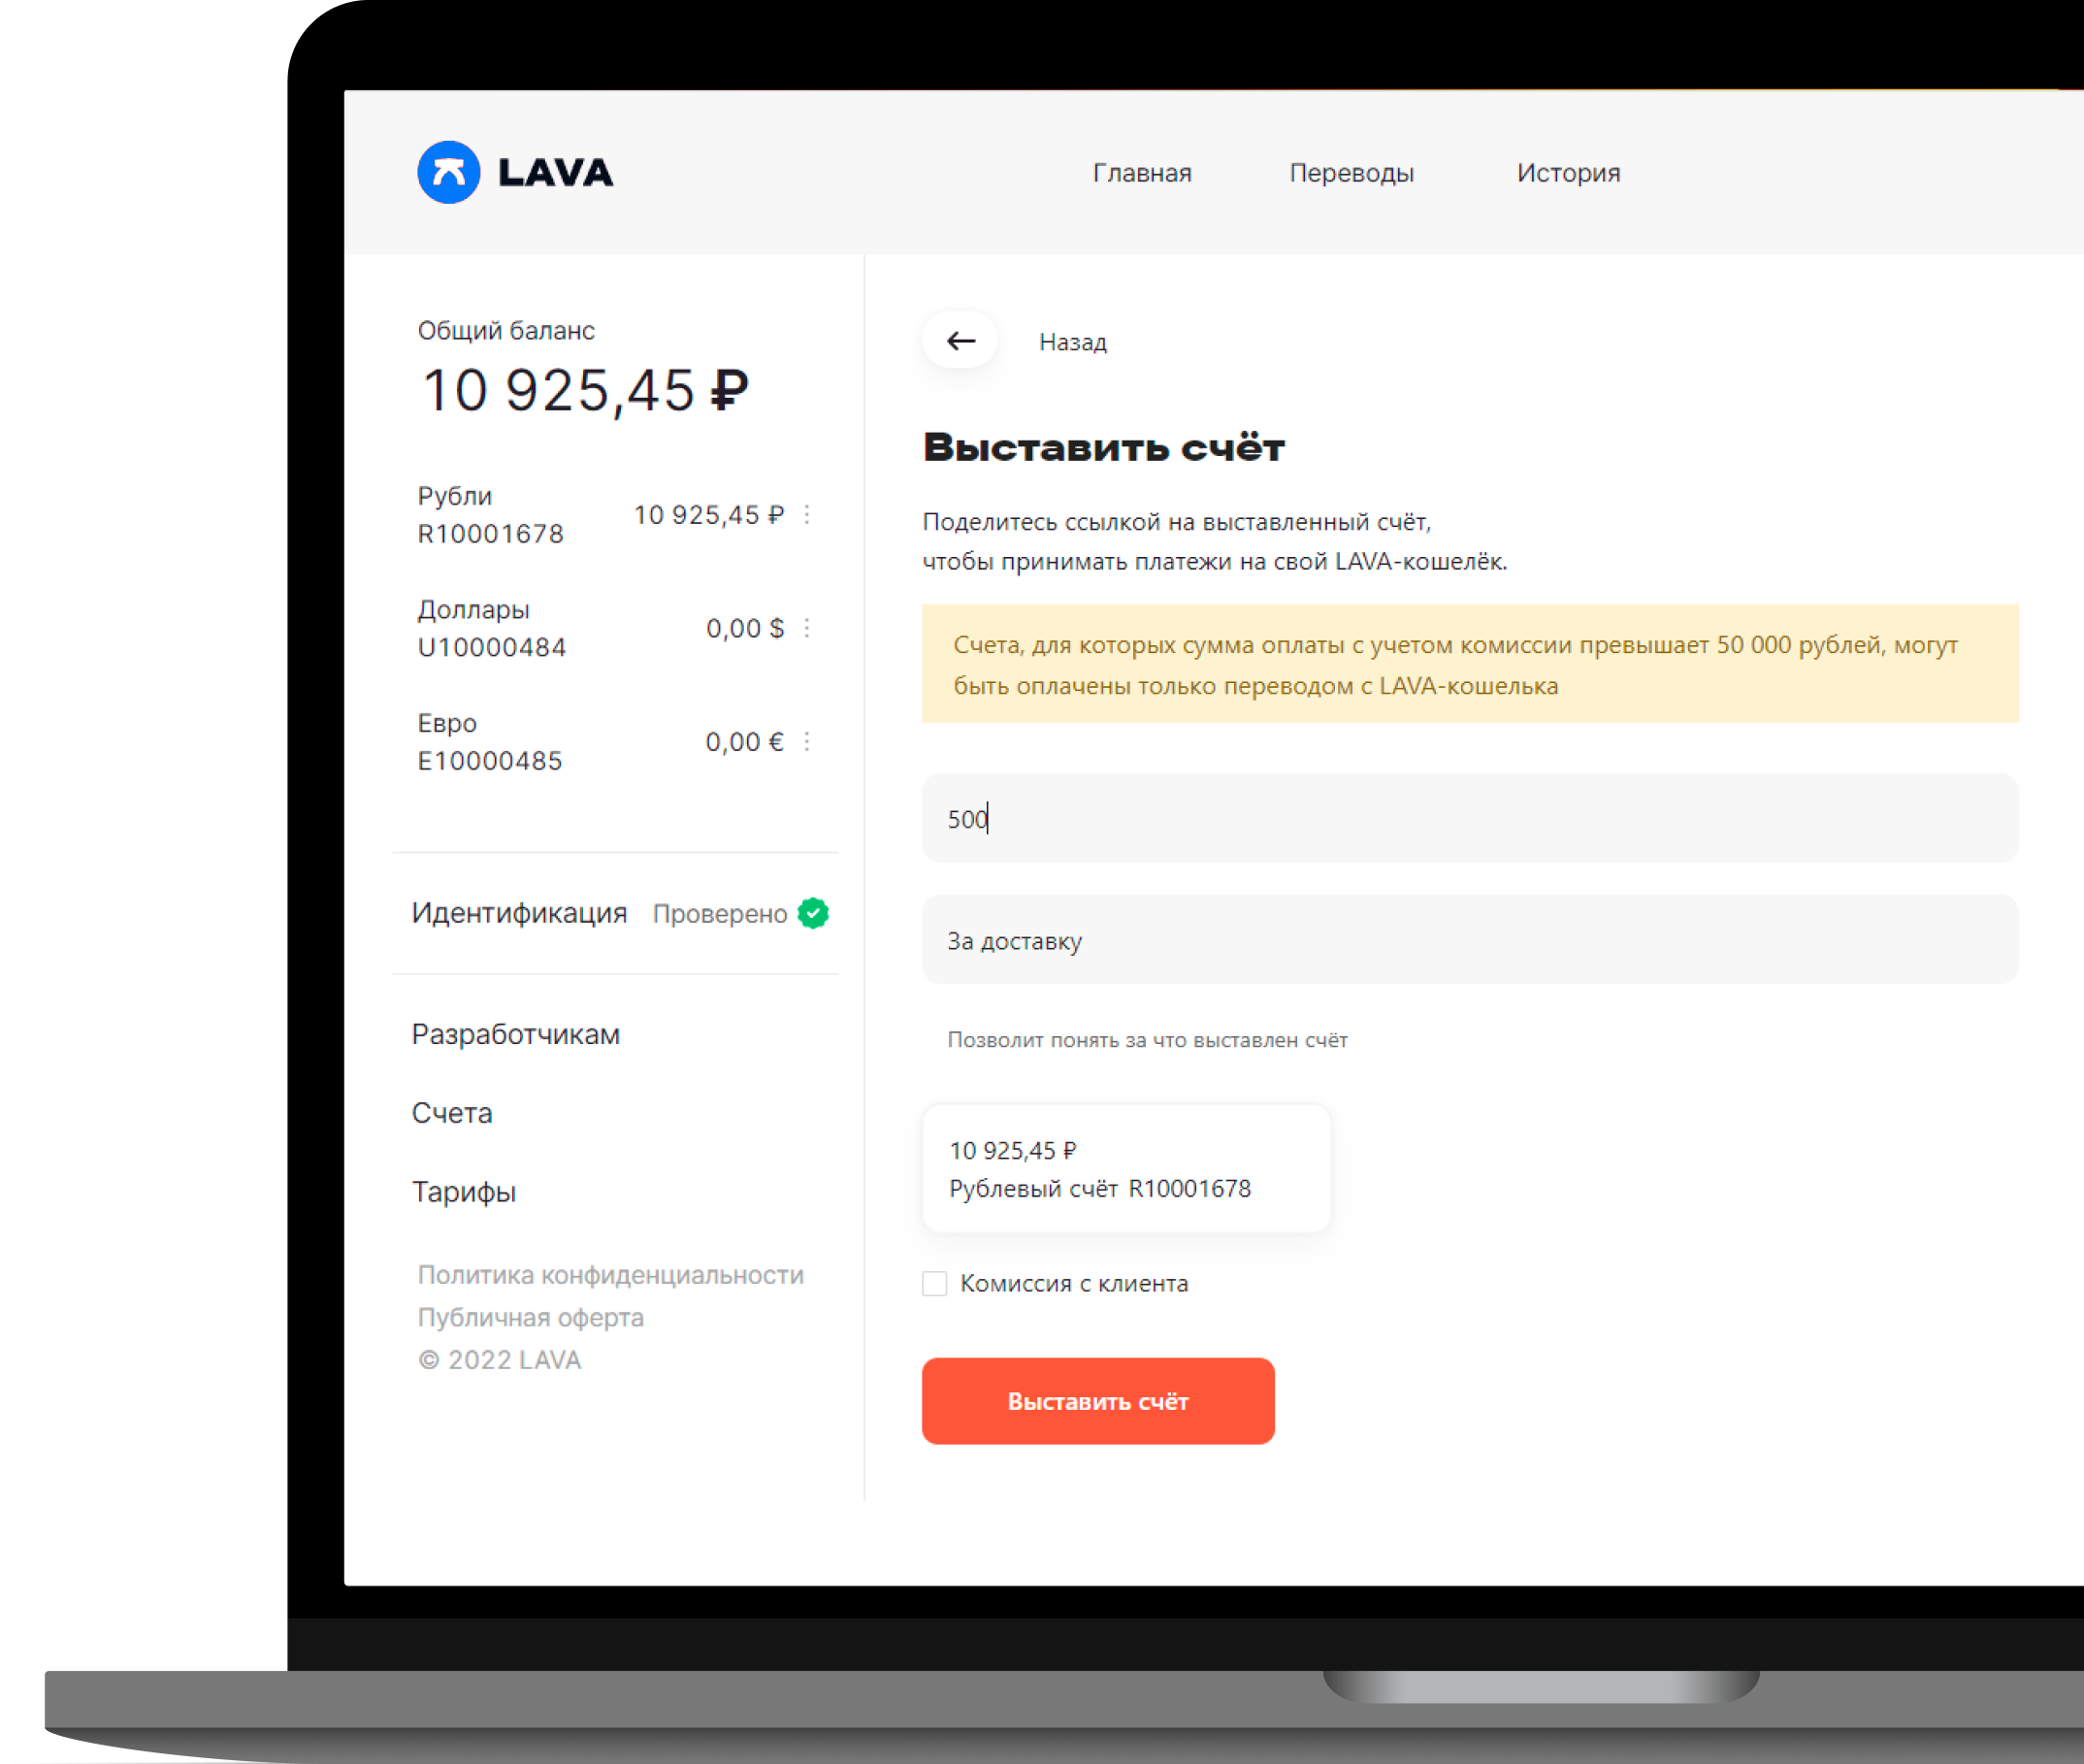 LAVA
Главная
Переводы
История
Общий баланс
10 925,45 ₽
Рубли
R10001678
10 925,45 ₽
Доллары
U10000484
0,00 $
Евро
E10000485
0,00 €
Идентификация
Проверено
Разработчикам
Счета
Тарифы
Политика конфиденциальности
Публичная оферта
© 2022 LAVA
Назад
Выставить счёт
Поделитесь ссылкой на выставленный счёт,
чтобы принимать платежи на свой LAVA-кошелёк.
Счета, для которых сумма оплаты с учетом комиссии превышает 50 000 рублей, могут
быть оплачены только переводом с LAVA-кошелька
500
За доставку
Позволит понять за что выставлен счёт
10 925,45 ₽
Рублевый счёт R10001678
Комиссия с клиента
Выставить счёт